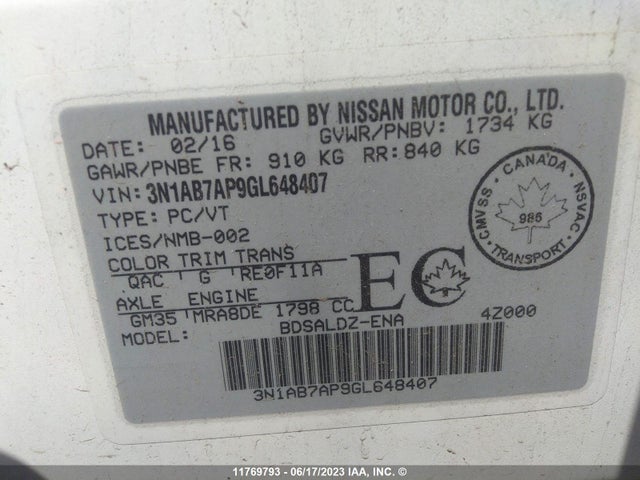 MANUFACTURED BY NISSAN MOTOR CO., LTD.
DATE: 02/16 GVWR/PNBV: 1734 KG
GAWR/PNBE FR: 910 KG RR: 840 KG
VIN: 3N1AB7AP9GL648407
TYPE: PC/VT
ICES/NMB-002
COLOR TRIM TRANS
QAC G RE0F11A
AXLE ENGINE
GM35 MRA8DE 1798 CC
MODEL: BDSALDZ-ENA 4Z000
EC
CANADA
CMVSS
NSVAC
986
TRANSPORT
3N1AB7AP9GL648407
11769793 - 06/17/2023 IAA, Inc. ©